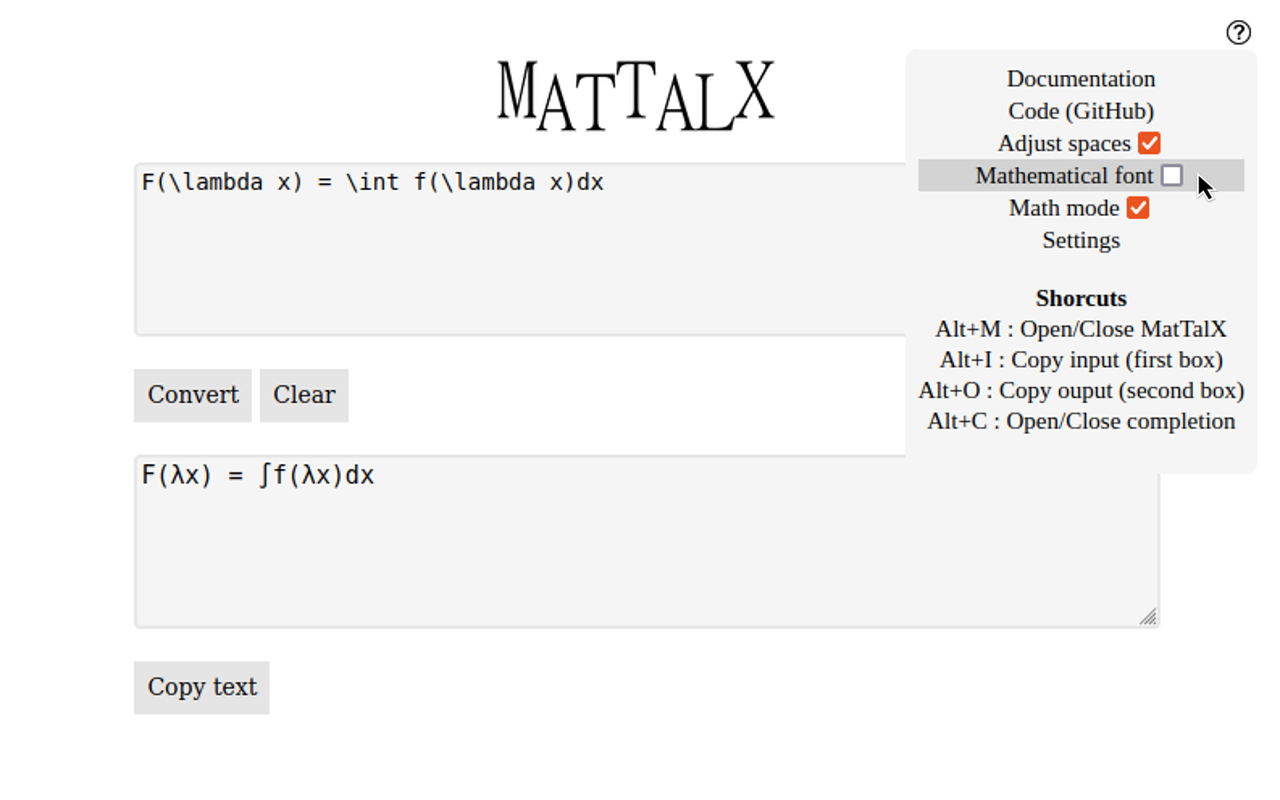 ?
MATTALX
Documentation
Code (GitHub)
Adjust spaces
Mathematical font
Math mode
Settings
Shorcuts
Alt+M : Open/Close MatTalX
Alt+I : Copy input (first box)
Alt+O : Copy ouput (second box)
Alt+C : Open/Close completion
F(\lambda x) = \int f(\lambda x)dx
Convert Clear
F(λx) = ∫f(λx)dx
Copy text